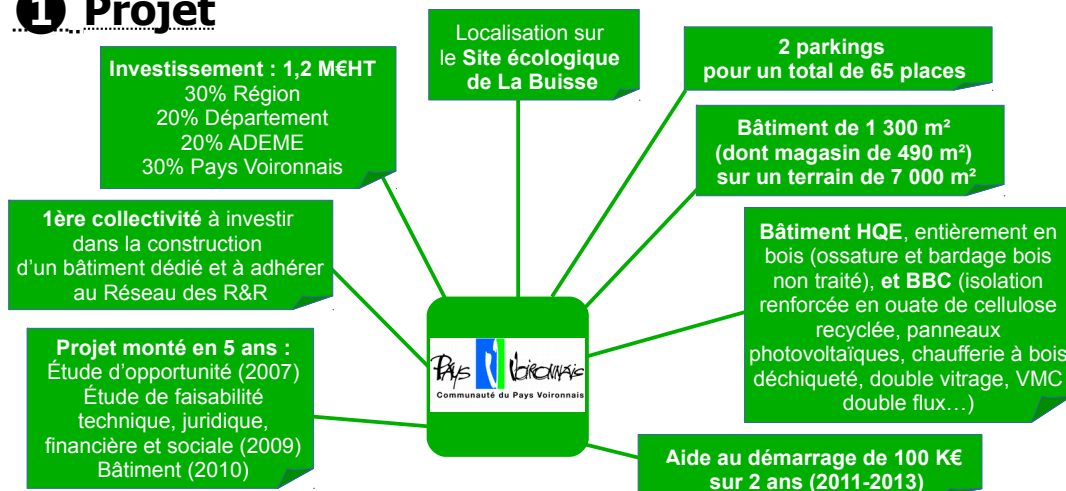 1 Projet
Localisation sur
le Site écologique
de La Buisse
2 parkings
pour un total de 65 places
Investissement : 1,2 M€HT
30% Région
20% Département
20% ADEME
30% Pays Voironnais
Bâtiment de 1 300 m²
(dont magasin de 490 m²)
sur un terrain de 7 000 m²
1ère collectivité à investir
dans la construction
d’un bâtiment dédié et à adhérer
au Réseau des R&R
Bâtiment HQE, entièrement en
bois (ossature et bardage bois
non traité), et BBC (isolation
renforcée en ouate de cellulose
recyclée, panneaux
photovoltaïques, chaufferie à bois
déchiqueté, double vitrage, VMC
double flux…)
Projet monté en 5 ans :
Étude d’opportunité (2007)
Étude de faisabilité
technique, juridique,
financière et sociale (2009)
Bâtiment (2010)
PAYS VOIRONNAIS
Communauté du Pays Voironnais
Aide au démarrage de 100 K€
sur 2 ans (2011-2013)